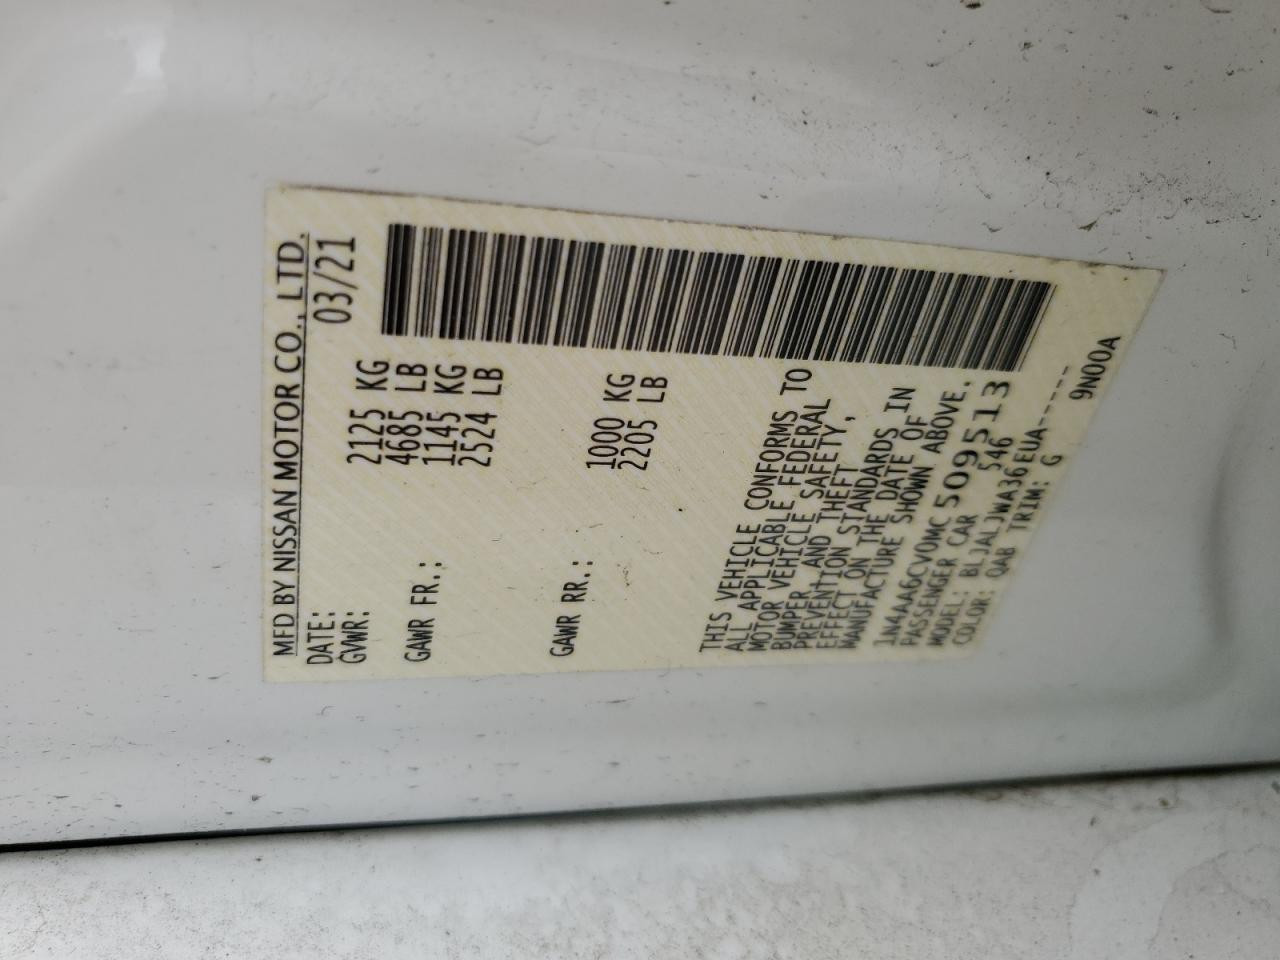 MFD BY NISSAN MOTOR CO., LTD.
DATE: 03/21
GVWR: 2125 KG
4685 LB
GAWR FR.: 1145 KG
2524 LB
GAWR RR.: 1000 KG
2205 LB
THIS VEHICLE CONFORMS TO
ALL APPLICABLE FEDERAL
MOTOR VEHICLE SAFETY,
BUMPER, AND THEFT
PREVENTION STANDARDS IN
EFFECT ON THE DATE OF
MANUFACTURE SHOWN ABOVE.
1N4AA6CV0MC509513
PASSENGER CAR 546
MODEL: BLJALJWA36EUA-----
COLOR: QAB TRIM: G
9N00A